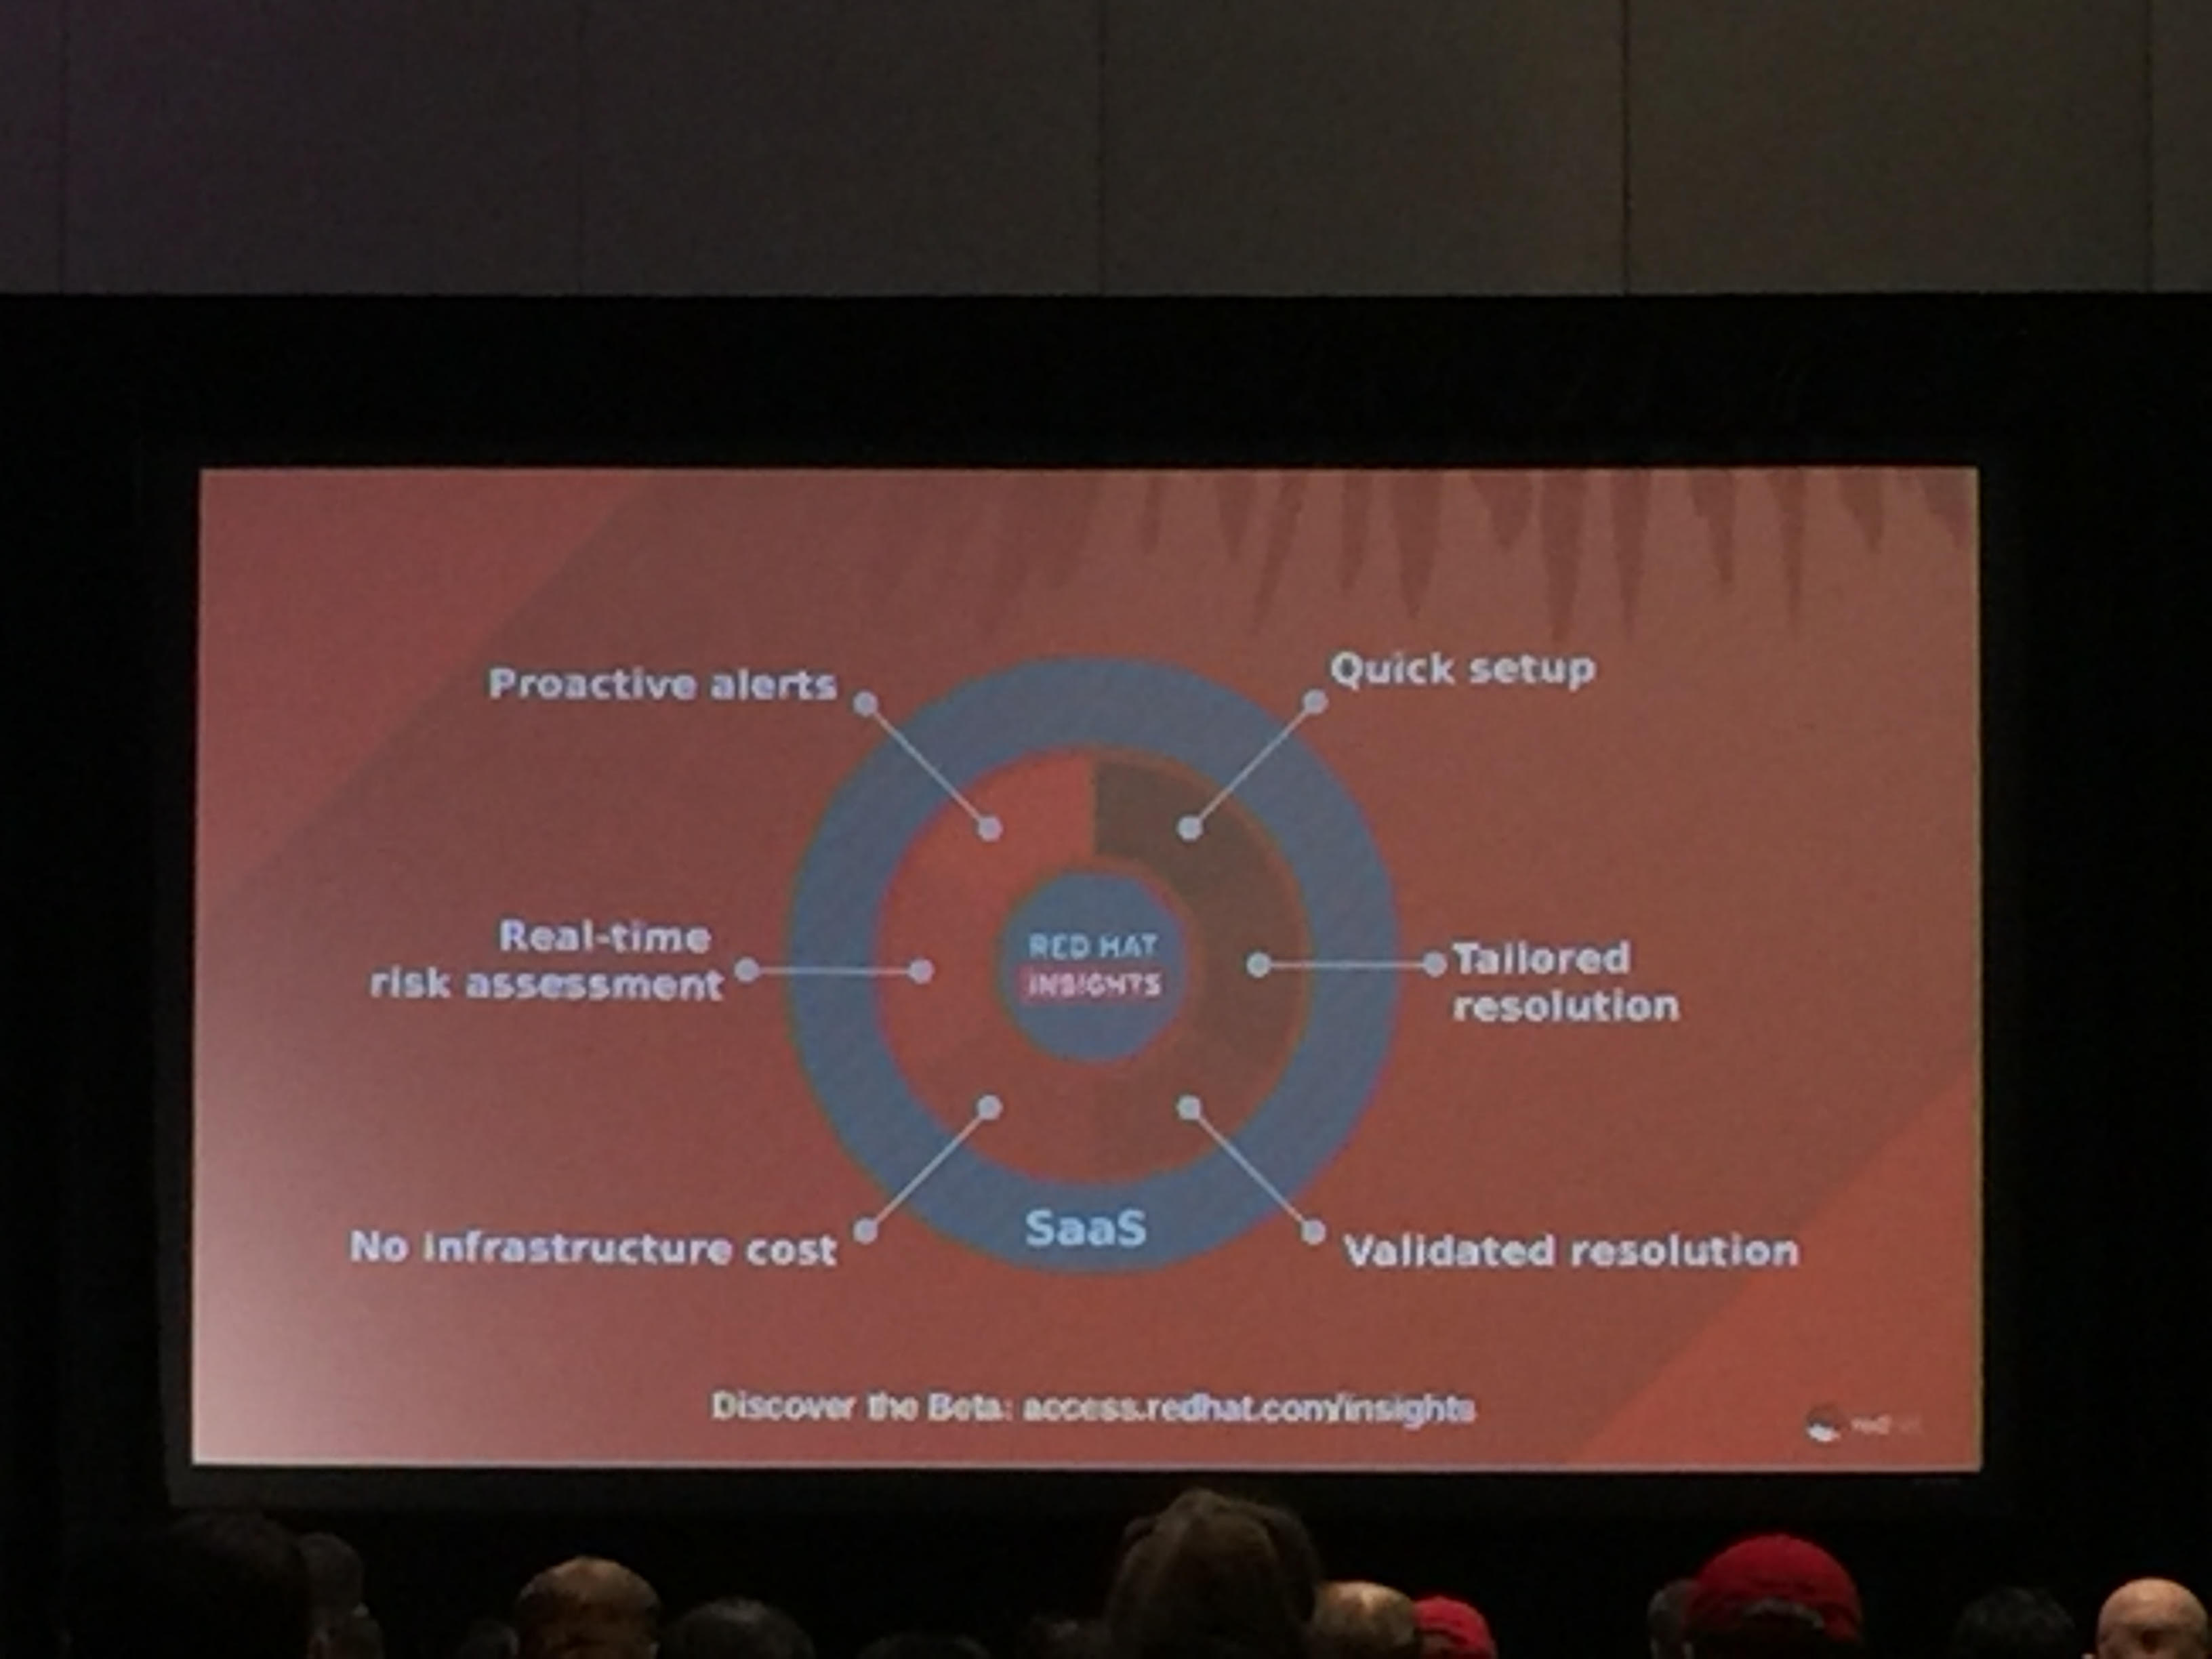 Proactive alerts
Quick setup
Real-time
risk assessment
RED HAT
INSIGHTS
Tailored
resolution
No infrastructure cost
SaaS
Validated resolution
Discover the Beta: access.redhat.com/insights
red